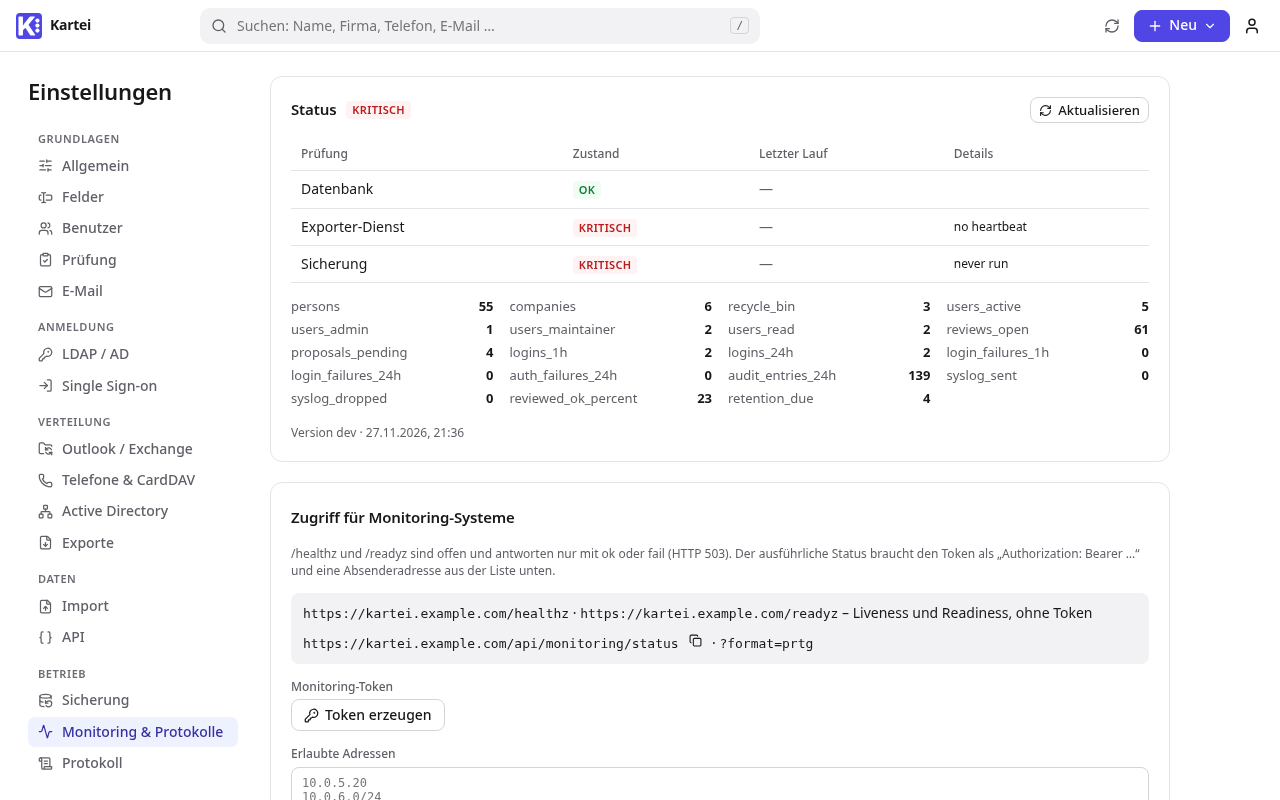 Kartei
Suchen: Name, Firma, Telefon, E-Mail ...
/
Neu
Einstellungen
GRUNDLAGEN
Allgemein
Felder
Benutzer
Prüfung
E-Mail
ANMELDUNG
LDAP / AD
Single Sign-on
VERTEILUNG
Outlook / Exchange
Telefone & CardDAV
Active Directory
Exporte
DATEN
Import
API
BETRIEB
Sicherung
Monitoring & Protokolle
Protokoll
Status KRITISCH
Aktualisieren
Prüfung Zustand Letzter Lauf Details
Datenbank OK —
Exporter-Dienst KRITISCH — no heartbeat
Sicherung KRITISCH — never run
persons 55 companies 6 recycle_bin 3 users_active 5
users_admin 1 users_maintainer 2 users_read 2 reviews_open 61
proposals_pending 4 logins_1h 2 logins_24h 2 login_failures_1h 0
login_failures_24h 0 auth_failures_24h 0 audit_entries_24h 139 syslog_sent 0
syslog_dropped 0 reviewed_ok_percent 23 retention_due 4
Version dev · 27.11.2026, 21:36
Zugriff für Monitoring-Systeme
/healthz und /readyz sind offen und antworten nur mit ok oder fail (HTTP 503). Der ausführliche Status braucht den Token als „Authorization: Bearer ...“
und eine Absenderadresse aus der Liste unten.
https://kartei.example.com/healthz · https://kartei.example.com/readyz – Liveness und Readiness, ohne Token
https://kartei.example.com/api/monitoring/status · ?format=prtg
Monitoring-Token
Token erzeugen
Erlaubte Adressen
10.0.5.20
10.0.6.0/24